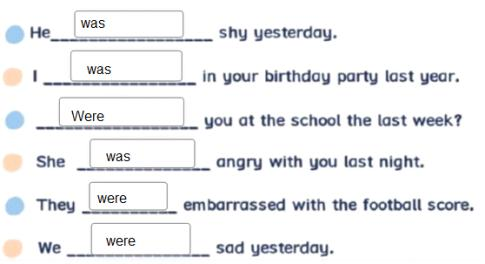 He was shy yesterday.
I was in your birthday party last year.
Were you at the school the last week?
She was angry with you last night.
They were embarrassed with the football score.
We were sad yesterday.